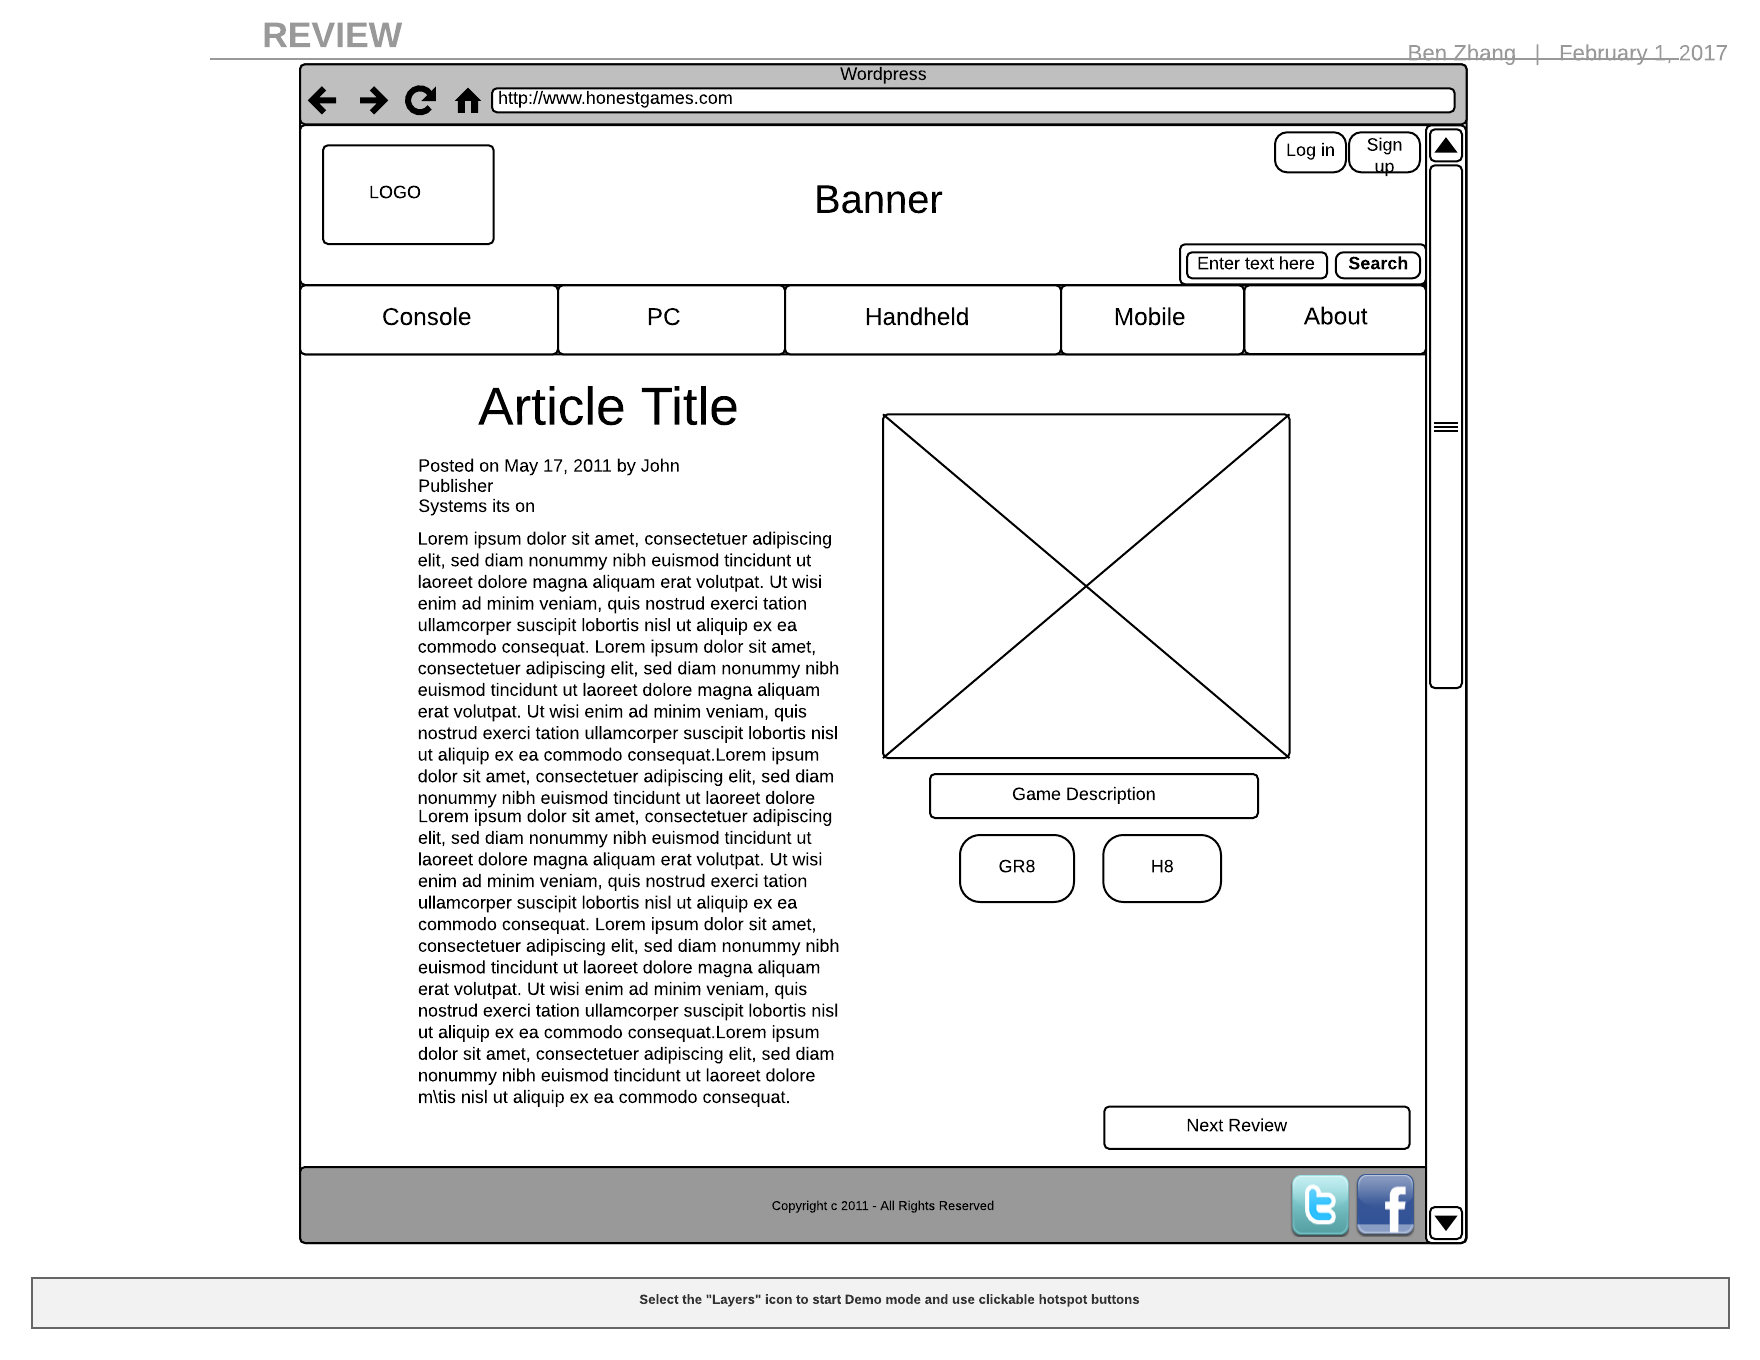 REVIEW
Ben Zhang | February 1, 2017
Wordpress
http://www.honestgames.com
Log in
Sign
up
LOGO
Banner
Enter text here
Search
Console
PC
Handheld
Mobile
About
Article Title
Posted on May 17, 2011 by John
Publisher
Systems its on
Lorem ipsum dolor sit amet, consectetuer adipiscing
elit, sed diam nonummy nibh euismod tincidunt ut
laoreet dolore magna aliquam erat volutpat. Ut wisi
enim ad minim veniam, quis nostrud exerci tation
ullamcorper suscipit lobortis nisl ut aliquip ex ea
commodo consequat. Lorem ipsum dolor sit amet,
consectetuer adipiscing elit, sed diam nonummy nibh
euismod tincidunt ut laoreet dolore magna aliquam
erat volutpat. Ut wisi enim ad minim veniam, quis
nostrud exerci tation ullamcorper suscipit lobortis nisl
ut aliquip ex ea commodo consequat.Lorem ipsum
dolor sit amet, consectetuer adipiscing elit, sed diam
nonummy nibh euismod tincidunt ut laoreet dolore
Lorem ipsum dolor sit amet, consectetuer adipiscing
elit, sed diam nonummy nibh euismod tincidunt ut
laoreet dolore magna aliquam erat volutpat. Ut wisi
enim ad minim veniam, quis nostrud exerci tation
ullamcorper suscipit lobortis nisl ut aliquip ex ea
commodo consequat. Lorem ipsum dolor sit amet,
consectetuer adipiscing elit, sed diam nonummy nibh
euismod tincidunt ut laoreet dolore magna aliquam
erat volutpat. Ut wisi enim ad minim veniam, quis
nostrud exerci tation ullamcorper suscipit lobortis nisl
ut aliquip ex ea commodo consequat.Lorem ipsum
dolor sit amet, consectetuer adipiscing elit, sed diam
nonummy nibh euismod tincidunt ut laoreet dolore
m\tis nisl ut aliquip ex ea commodo consequat.
Game Description
GR8
H8
Next Review
Copyright c 2011 - All Rights Reserved
Select the "Layers" icon to start Demo mode and use clickable hotspot buttons